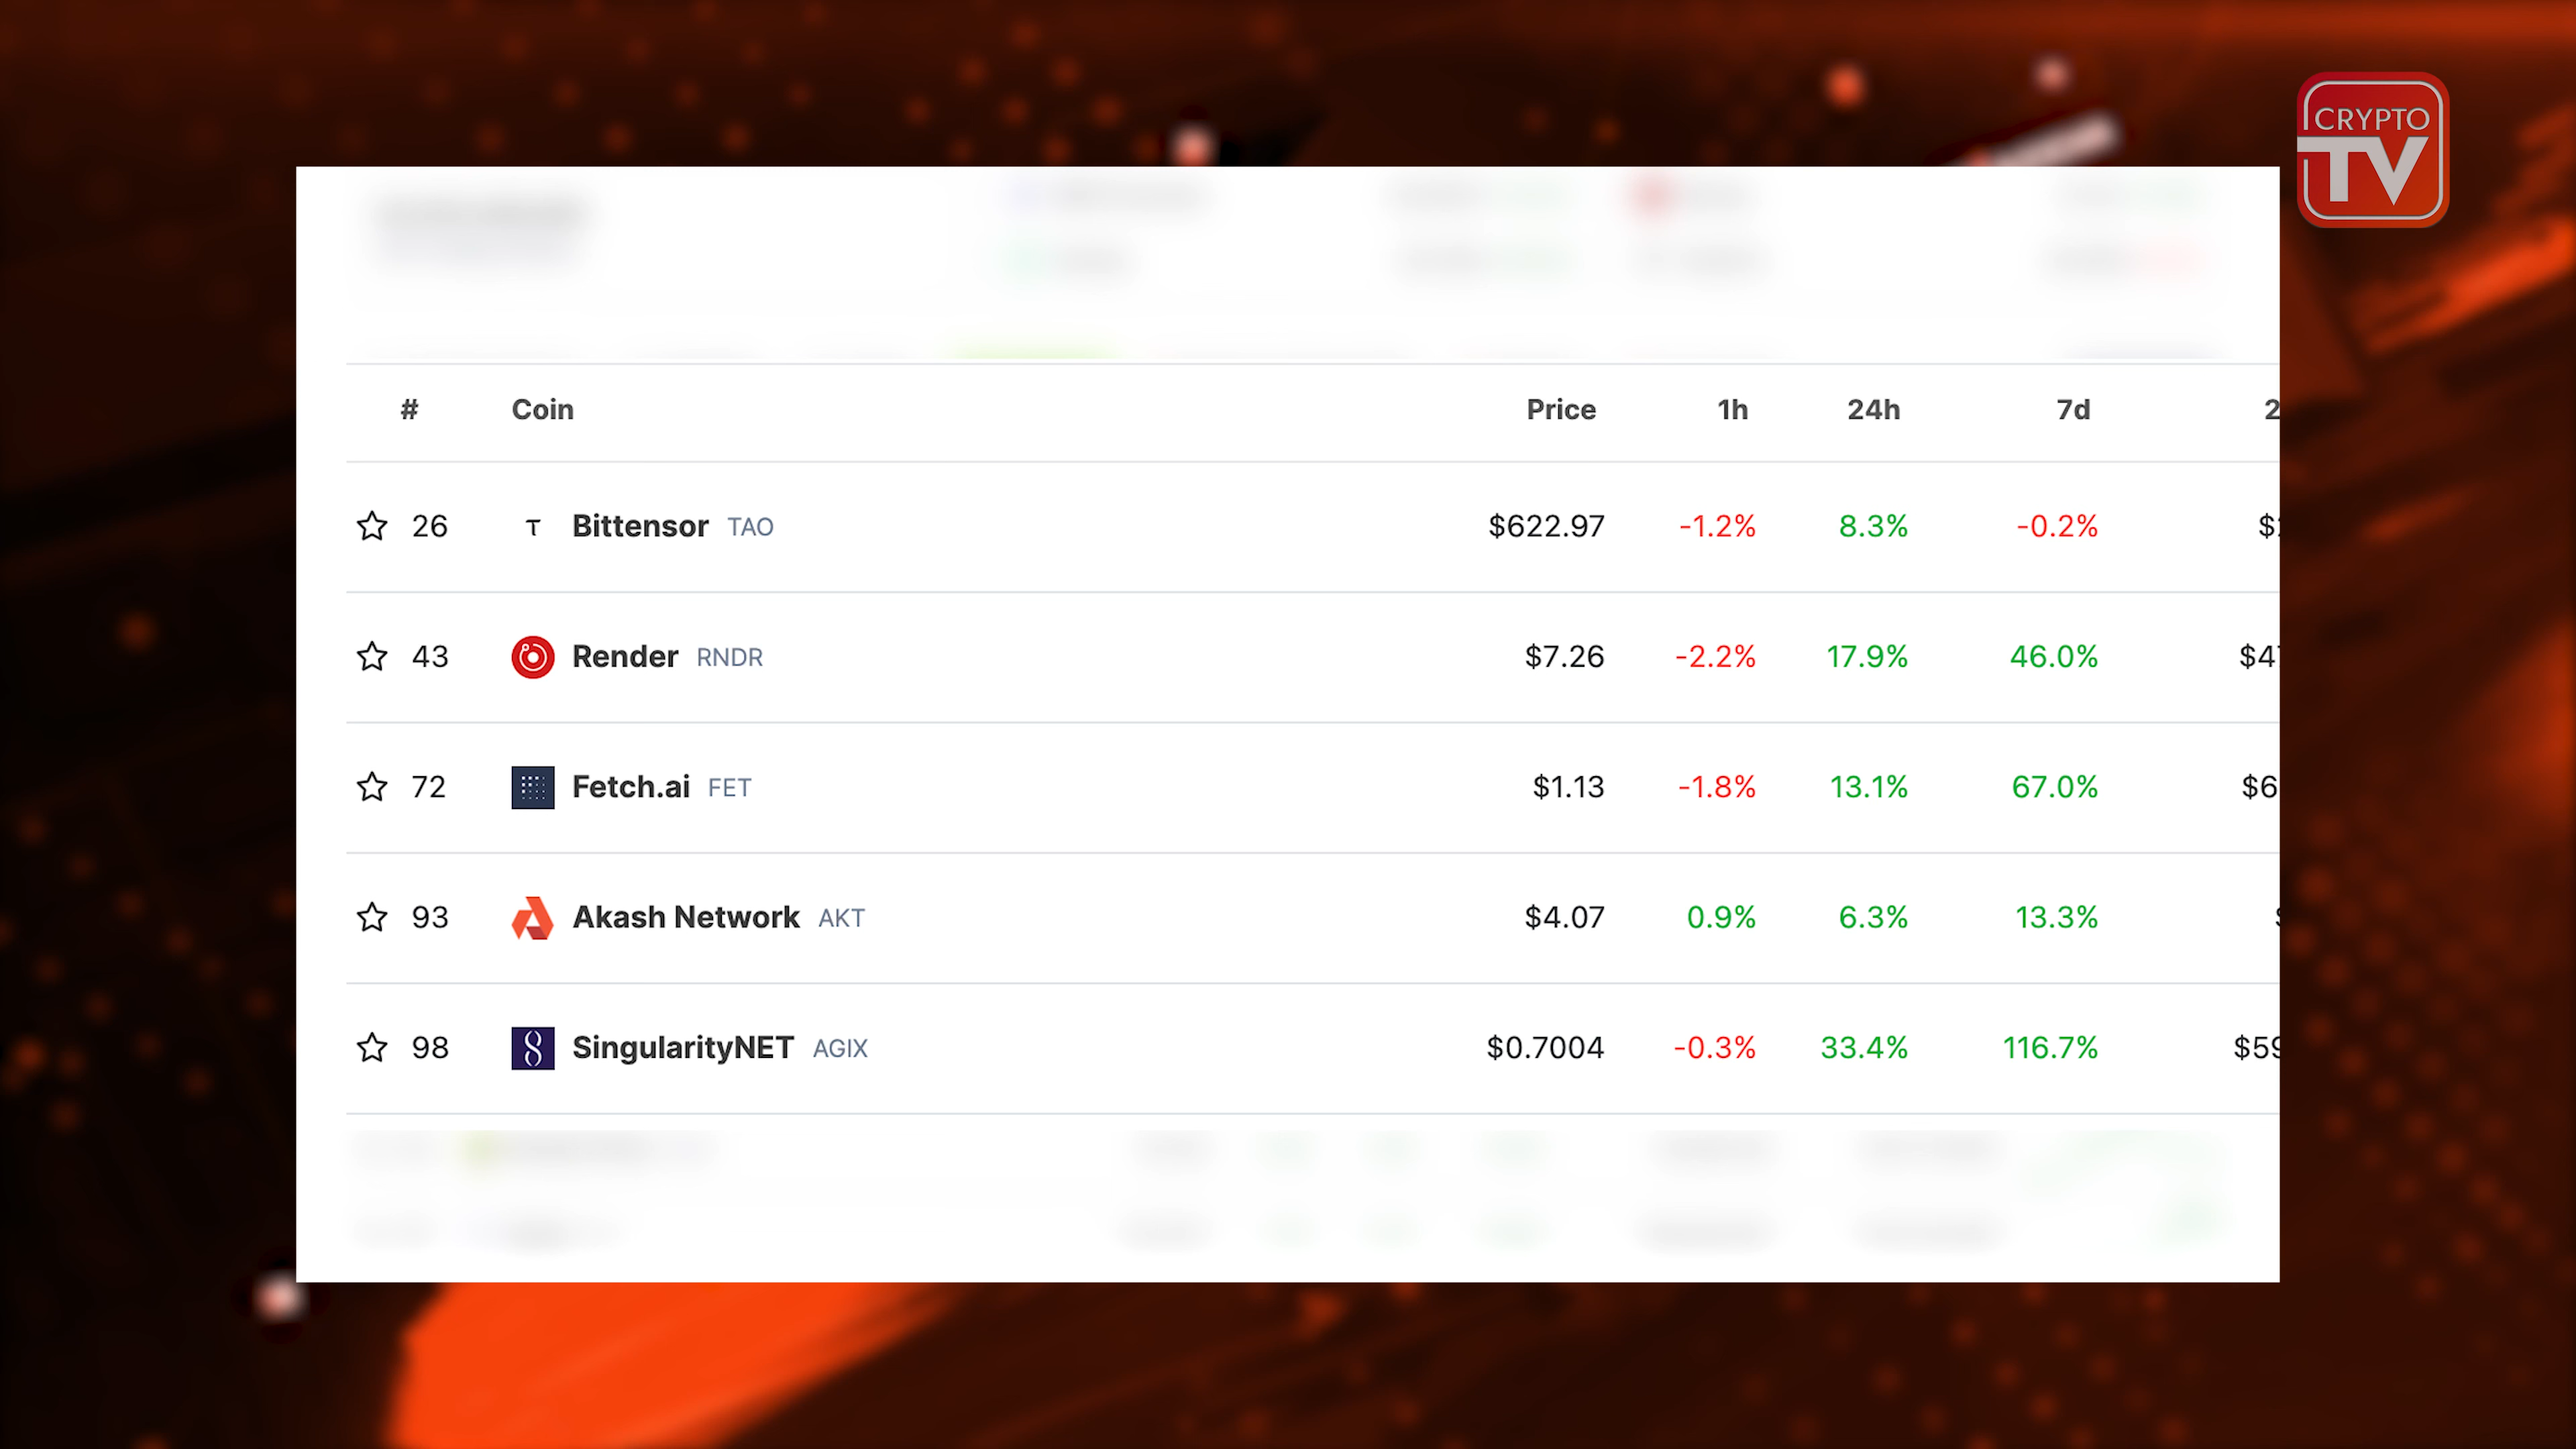 CRYPTO
TV
# Coin Price 1h 24h 7d
26 τ Bittensor TAO $622.97 -1.2% 8.3% -0.2%
43 Render RNDR $7.26 -2.2% 17.9% 46.0%
72 Fetch.ai FET $1.13 -1.8% 13.1% 67.0%
93 Akash Network AKT $4.07 0.9% 6.3% 13.3%
98 SingularityNET AGIX $0.7004 -0.3% 33.4% 116.7%